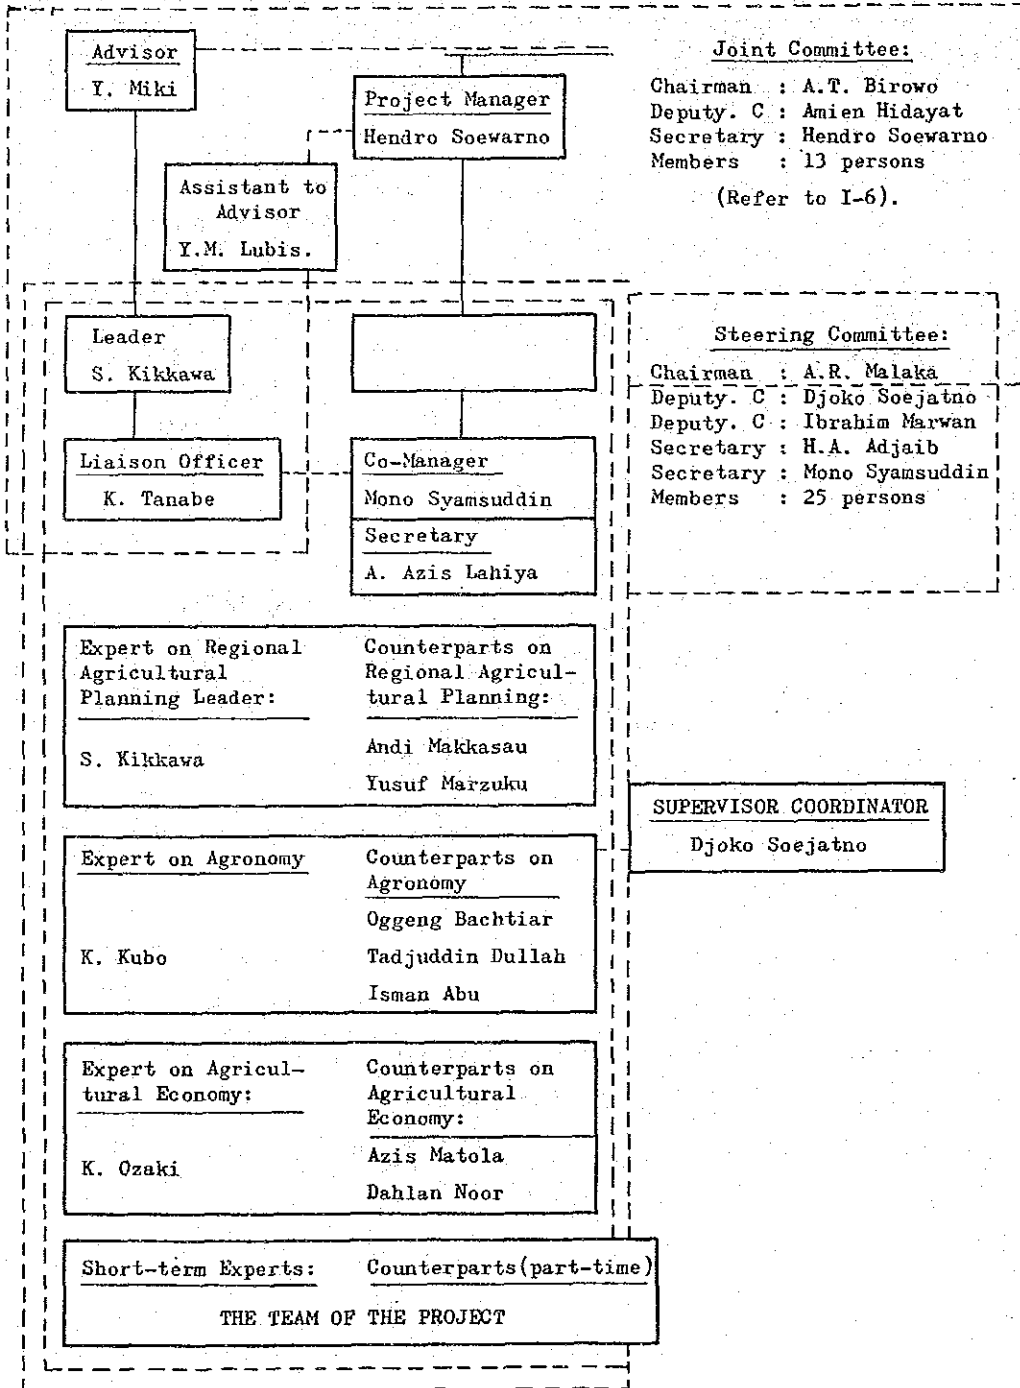 Advisor
Y. Miki
Project Manager
Hendro Soewarno
Assistant to
Advisor
Y.M. Lubis.
Joint Committee:
Chairman : A.T. Birowo
Deputy. C : Amien Hidayat
Secretary : Hendro Soewarno
Members : 13 persons
(Refer to I-6).
Leader
S. Kikkawa
Liaison Officer
K. Tanabe
Co-Manager
Mono Syamsuddin
Secretary
A. Azis Lahiya
Steering Committee:
Chairman : A.R. Malaka
Deputy. C : Djoko Soejatno
Deputy. C : Ibrahim Marwan
Secretary : H.A. Adjaib
Secretary : Mono Syamsuddin
Members : 25 persons
Expert on Regional
Agricultural
Planning Leader:
S. Kikkawa
Counterparts on
Regional Agricul-
tural Planning:
Andi Makkasau
Yusuf Marzuku
SUPERVISOR COORDINATOR
Djoko Soejatno
Expert on Agronomy
K. Kubo
Counterparts on
Agronomy
Oggeng Bachtiar
Tadjuddin Dullah
Isman Abu
Expert on Agricul-
tural Economy:
K. Ozaki
Counterparts on
Agricultural
Economy:
Azis Matola
Dahlan Noor
Short-term Experts:
Counterparts(part-time)
THE TEAM OF THE PROJECT